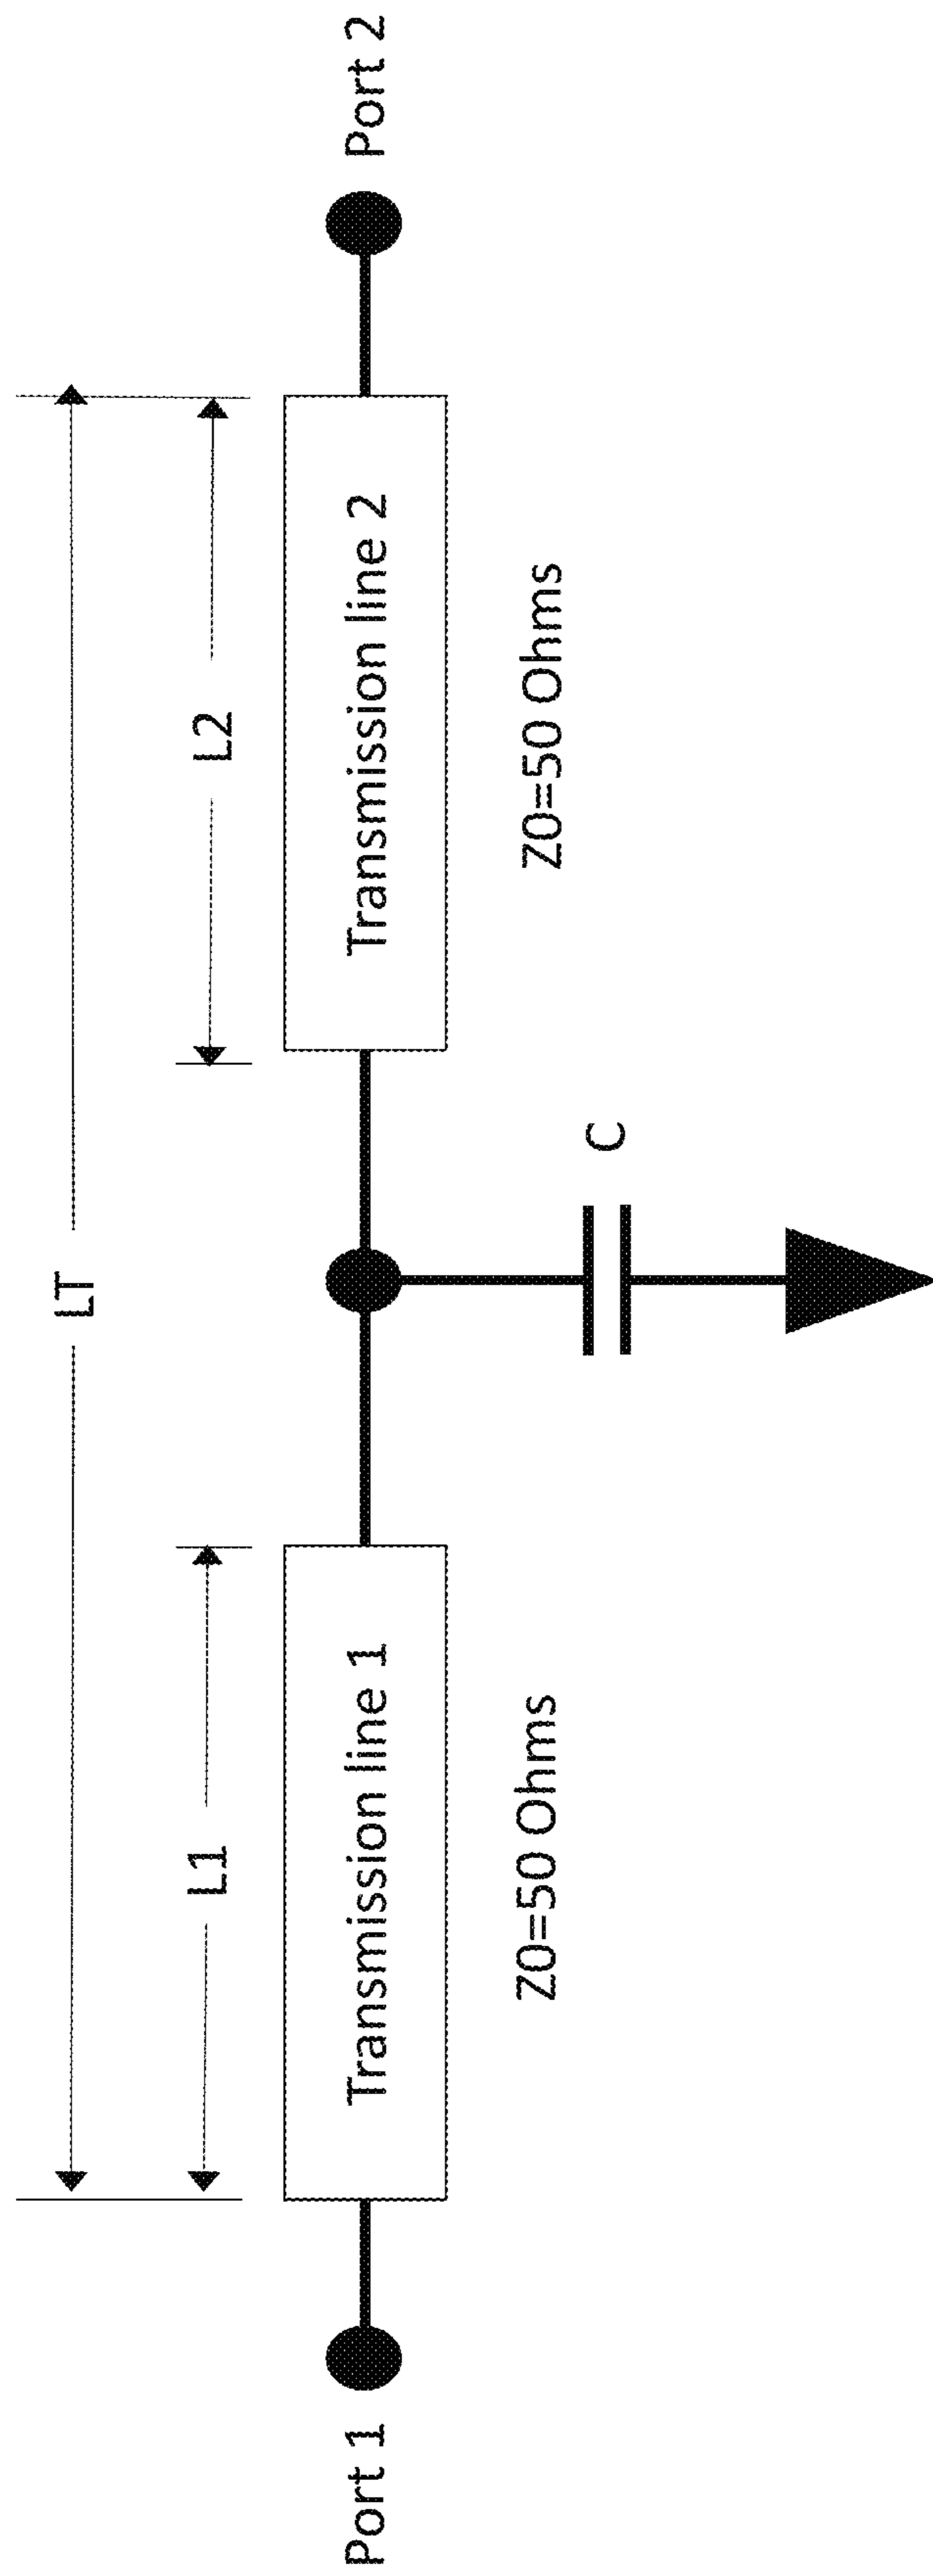 LT
L1
L2
Port 1
Transmission line 1
Transmission line 2
Port 2
Z0=50 Ohms
C
Z0=50 Ohms